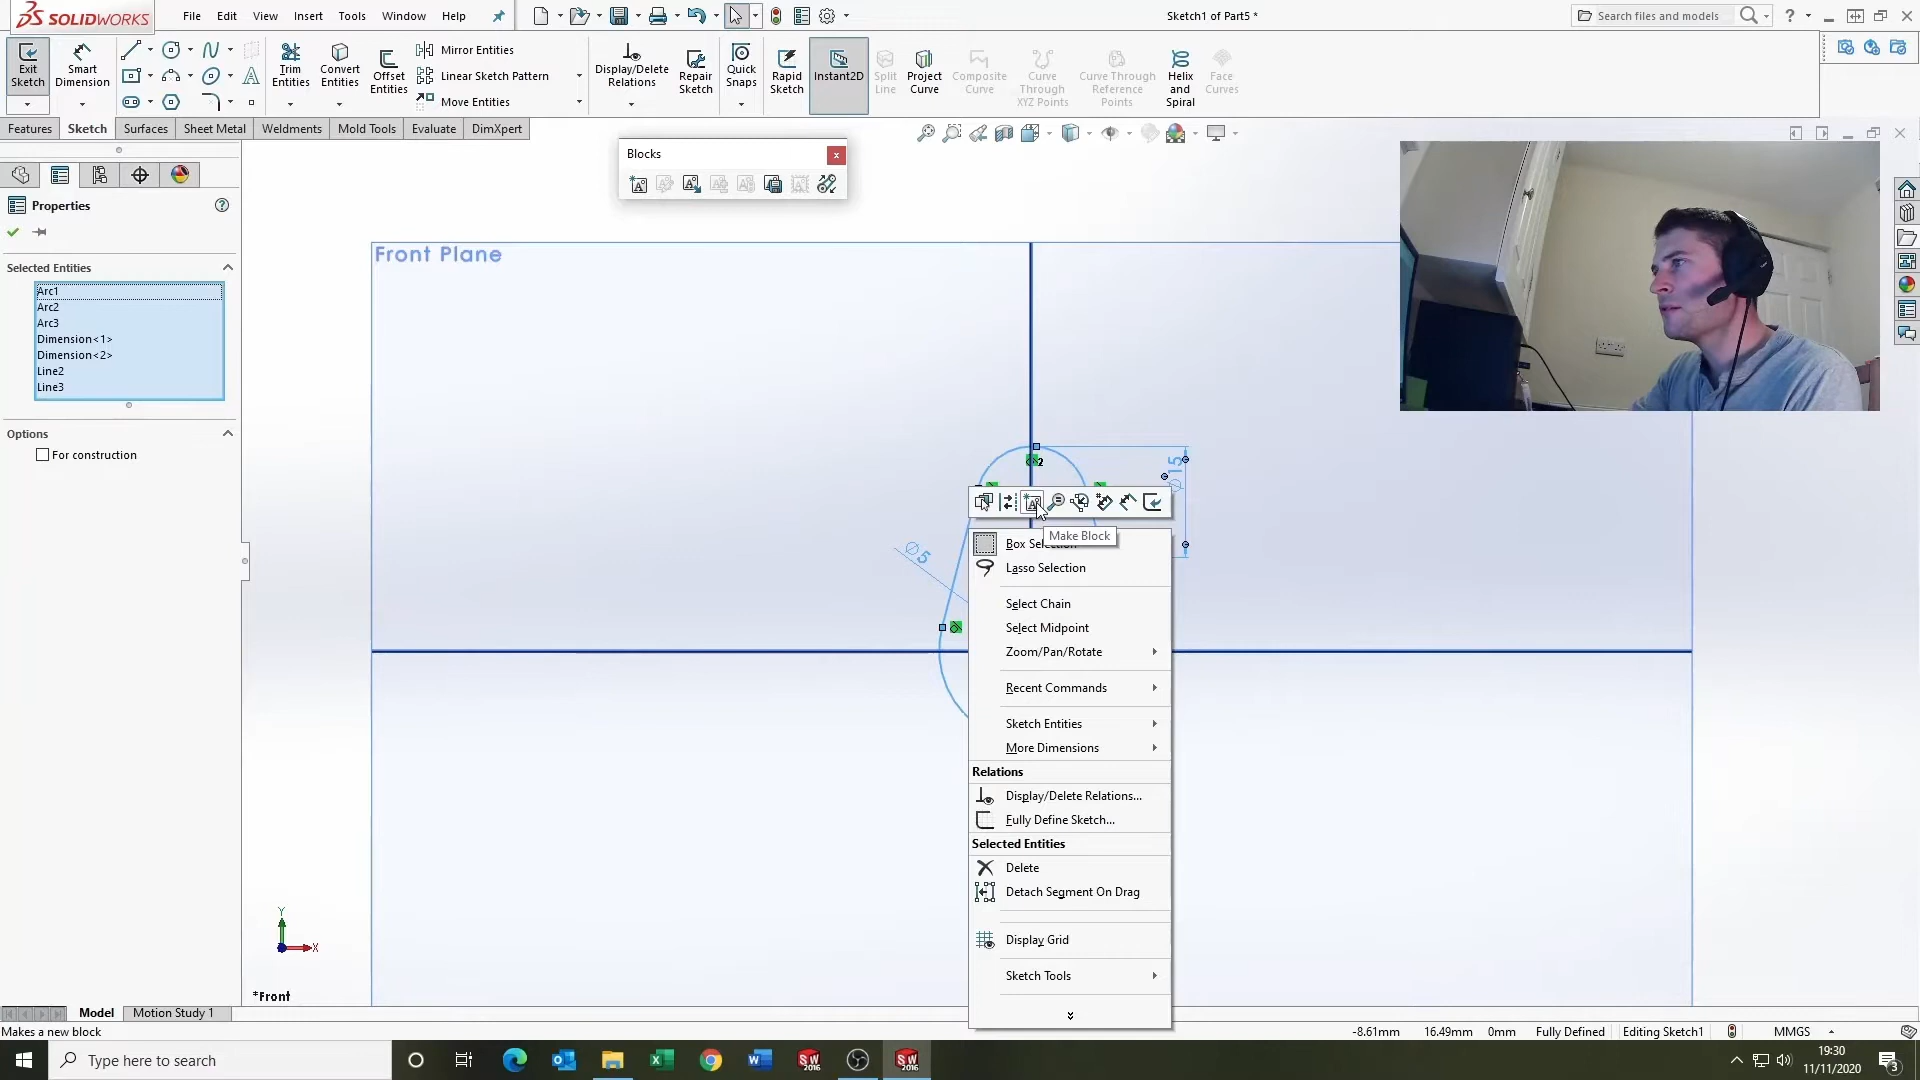 SOLIDWORKS
File Edit View Insert Tools Window Help
Sketch1 of Part5 *
Search files and models
Exit Sketch
Smart Dimension
Trim Entities
Convert Entities
Offset Entities
Mirror Entities
Linear Sketch Pattern
Move Entities
Display/Delete Relations
Repair Sketch
Quick Snaps
Rapid Sketch
Instant2D
Split Line
Project Curve
Composite Curve
Curve Through XYZ Points
Curve Through Reference Points
Helix and Spiral
Face Curves
Features Sketch Surfaces Sheet Metal Weldments Mold Tools Evaluate DimXpert
Blocks
Properties
Selected Entities
Arc1
Arc2
Arc3
Dimension<1>
Dimension<2>
Line2
Line3
Options
For construction
Front Plane
2
Ø15
Ø5
Make Block
Box Selection
Lasso Selection
Select Chain
Select Midpoint
Zoom/Pan/Rotate
Recent Commands
Sketch Entities
More Dimensions
Relations
Display/Delete Relations...
Fully Define Sketch...
Selected Entities
Delete
Detach Segment On Drag
Display Grid
Sketch Tools
Y
X
*Front
Model Motion Study 1
Makes a new block
-8.61mm 16.49mm 0mm Fully Defined Editing Sketch1 MMGS
Type here to search
19:30
11/11/2020
3